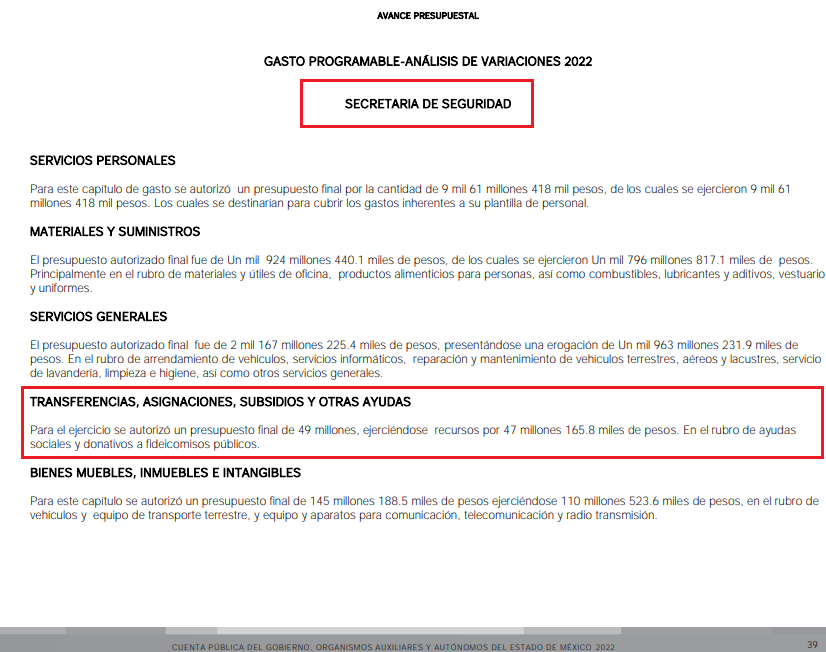 AVANCE PRESUPUESTAL
GASTO PROGRAMABLE-ANÁLISIS DE VARIACIONES 2022
SECRETARIA DE SEGURIDAD
SERVICIOS PERSONALES
Para este capítulo de gasto se autorizó un presupuesto final por la cantidad de 9 mil 61 millones 418 mil pesos, de los cuales se ejercieron 9 mil 61
millones 418 mil pesos. Los cuales se destinarían para cubrir los gastos inherentes a su plantilla de personal.
MATERIALES Y SUMINISTROS
El presupuesto autorizado final fue de Un mil 924 millones 440.1 miles de pesos, de los cuales se ejercieron Un mil 796 millones 817.1 miles de pesos.
Principalmente en el rubro de materiales y útiles de oficina, productos alimenticios para personas, así como combustibles, lubricantes y aditivos, vestuario
y uniformes.
SERVICIOS GENERALES
El presupuesto autorizado final fue de 2 mil 167 millones 225.4 miles de pesos, presentándose una erogación de Un mil 963 millones 231.9 miles de
pesos. En el rubro de arrendamiento de vehículos, servicios informáticos, reparación y mantenimiento de vehículos terrestres, aéreos y lacustres, servicio
de lavandería, limpieza e higiene, así como otros servicios generales.
TRANSFERENCIAS, ASIGNACIONES, SUBSIDIOS Y OTRAS AYUDAS
Para el ejercicio se autorizó un presupuesto final de 49 millones, ejerciéndose recursos por 47 millones 165.8 miles de pesos. En el rubro de ayudas
sociales y donativos a fideicomisos públicos.
BIENES MUEBLES, INMUEBLES E INTANGIBLES
Para este capítulo se autorizó un presupuesto final de 145 millones 188.5 miles de pesos ejerciéndose 110 millones 523.6 miles de pesos, en el rubro de
vehículos y equipo de transporte terrestre, y equipo y aparatos para comunicación, telecomunicación y radio transmisión.
CUENTA PÚBLICA DEL GOBIERNO, ORGANISMOS AUXILIARES Y AUTÓNOMOS DEL ESTADO DE MÉXICO 2022
39